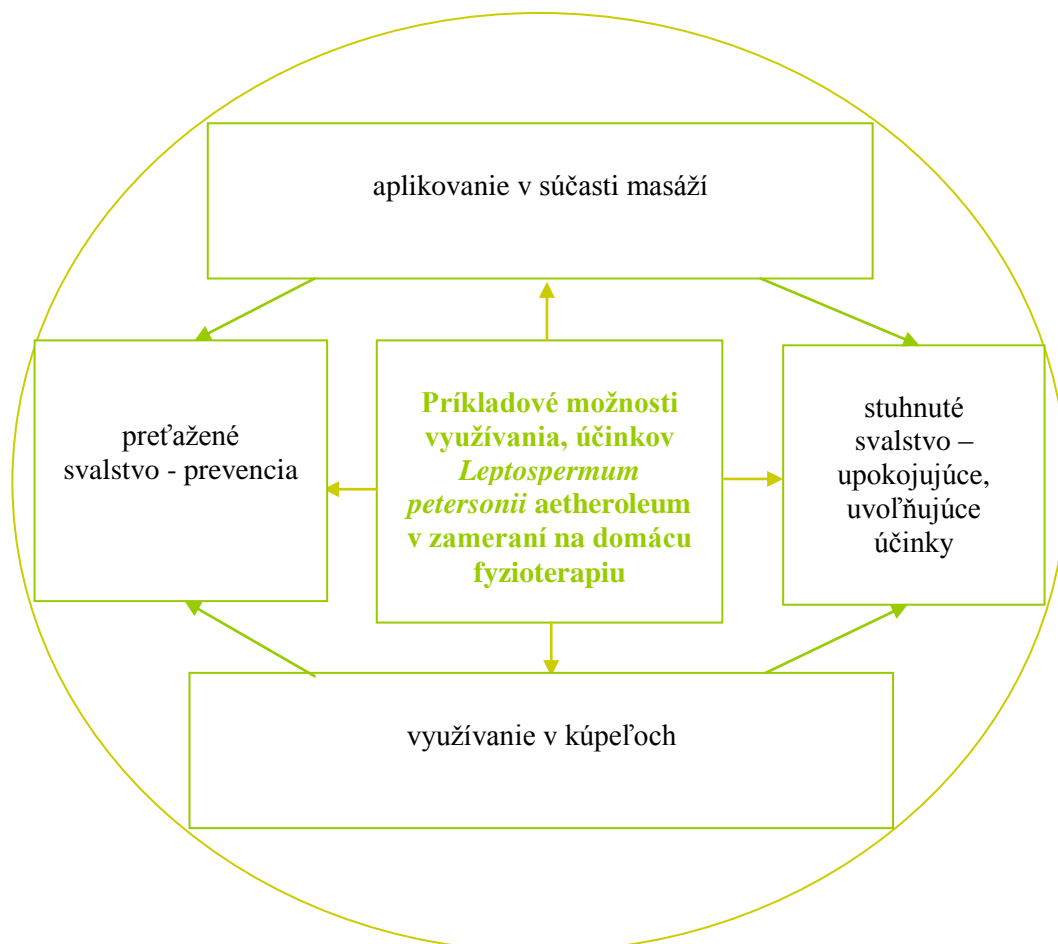 aplikovanie v súčasti masáží
preťažené
svalstvo - prevencia
Príkladové možnosti
využívania, účinkov
Leptospermum
petersonii aetheroleum
v zameraní na domácu
fyzioterapiu
stuhnuté
svalstvo –
upokojujúce,
uvoľňujúce
účinky
využívanie v kúpeľoch